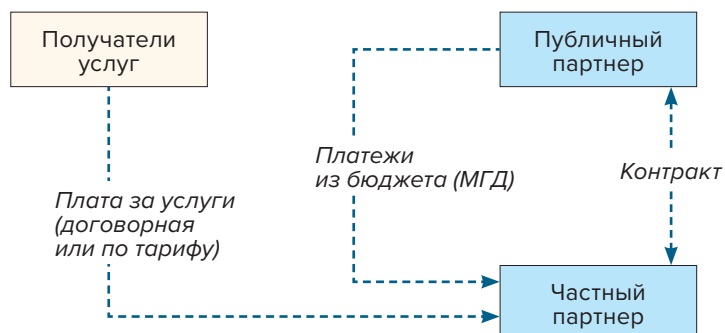 Получатели
услуг
Публичный
партнер
Платежи
из бюджета (МГД)
Контракт
Плата за услуги
(договорная
или по тарифу)
Частный
партнер